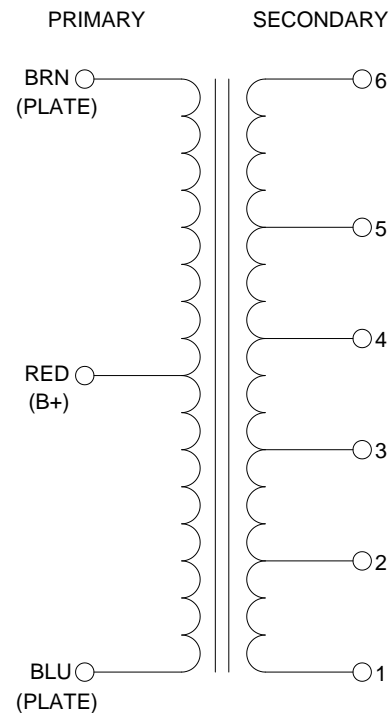 PRIMARY SECONDARY
BRN
(PLATE)
6
5
4
RED
(B+)
3
2
BLU
(PLATE)
1